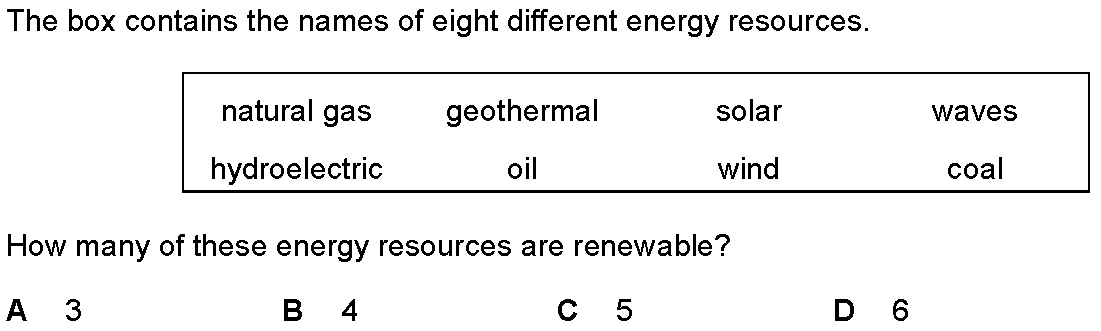 The box contains the names of eight different energy resources.
natural gas geothermal solar waves
hydroelectric oil wind coal
How many of these energy resources are renewable?
A 3 B 4 C 5 D 6